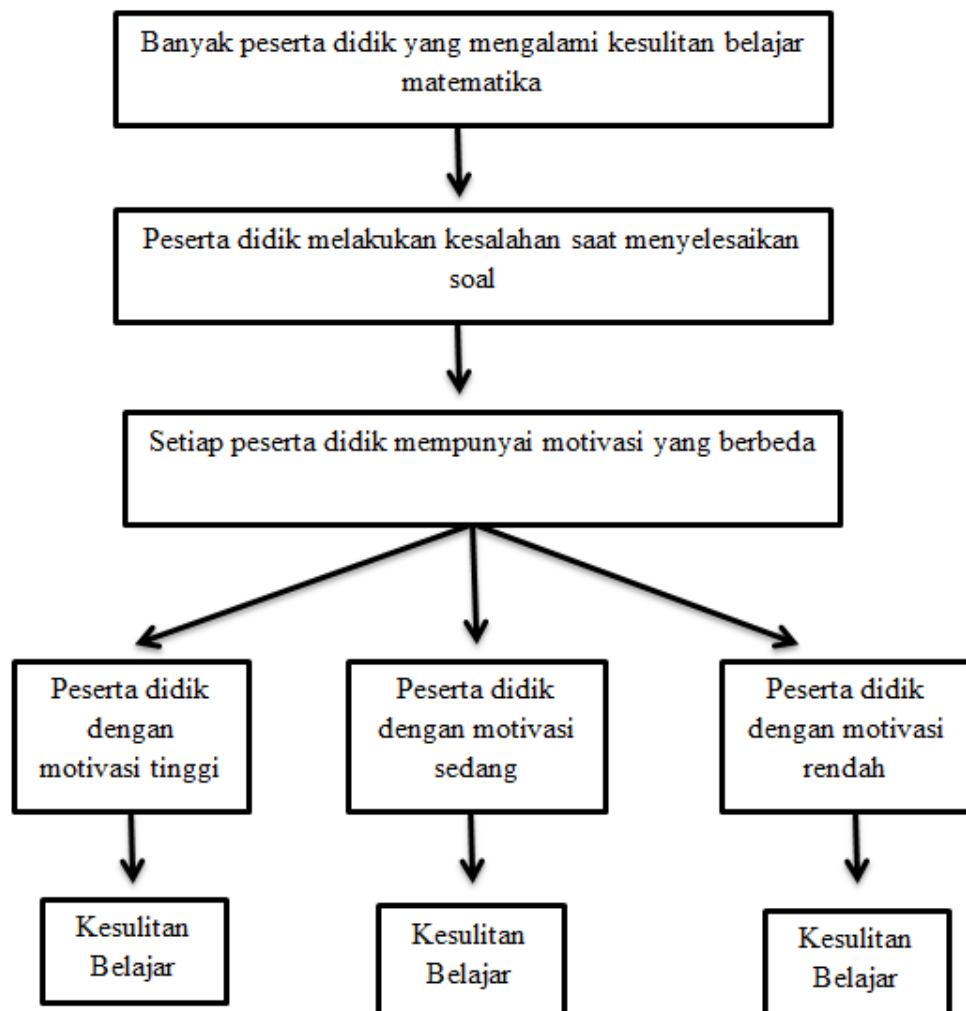 Banyak peserta didik yang mengalami kesulitan belajar
matematika
Peserta didik melakukan kesalahan saat menyelesaikan
soal
Setiap peserta didik mempunyai motivasi yang berbeda
Peserta didik
dengan
motivasi tinggi
Peserta didik
dengan motivasi
sedang
Peserta didik
dengan motivasi
rendah
Kesulitan
Belajar
Kesulitan
Belajar
Kesulitan
Belajar